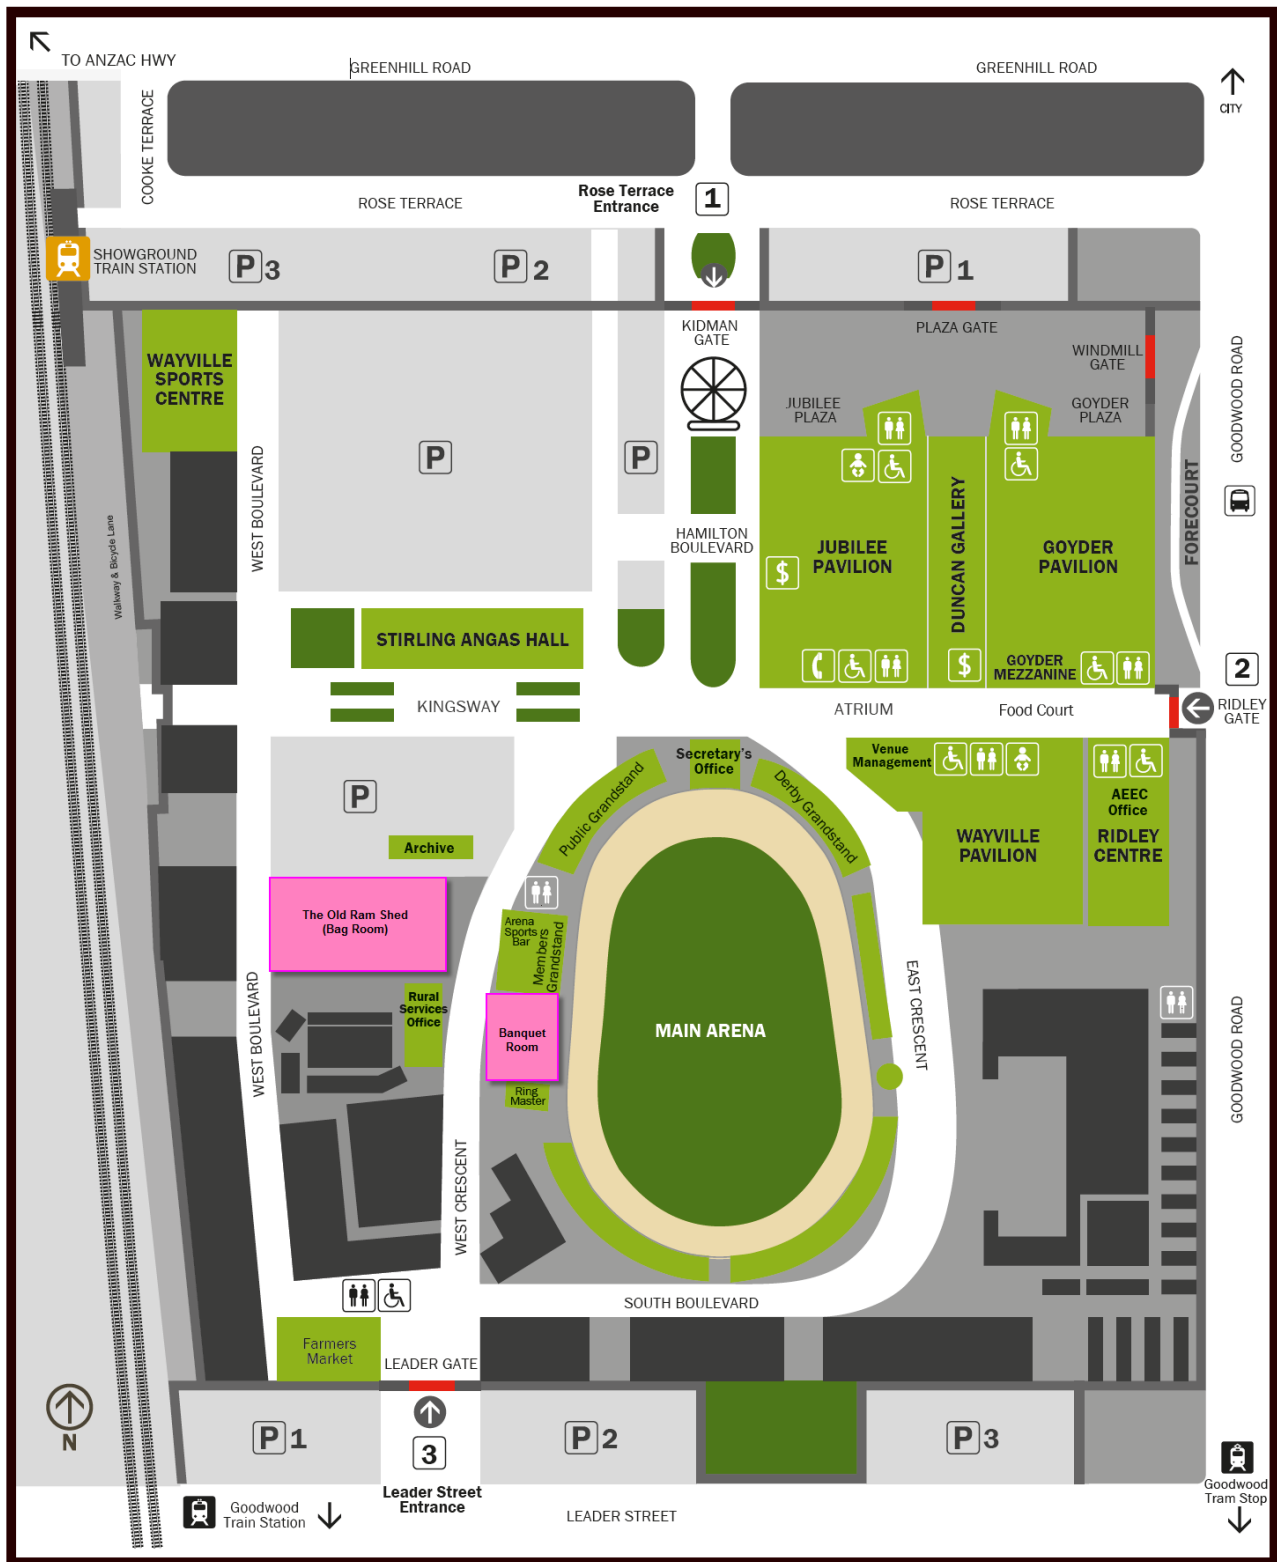 TO ANZAC HWY
GREENHILL ROAD
GREENHILL ROAD
CITY
COOKE TERRACE
ROSE TERRACE
Rose Terrace
Entrance
1
ROSE TERRACE
SHOWGROUND
TRAIN STATION
P 3
P 2
P 1
KIDMAN
GATE
PLAZA GATE
WINDMILL
GATE
WAYVILLE
SPORTS
CENTRE
JUBILEE
PLAZA
GOYDER
PLAZA
GOODWOOD ROAD
WEST BOULEVARD
P
P
Walkway & Bicycle Lane
HAMILTON
BOULEVARD
JUBILEE
PAVILION
DUNCAN GALLERY
GOYDER
PAVILION
FORECOURT
$
STIRLING ANGAS HALL
$
GOYDER
MEZZANINE
2
RIDLEY
GATE
KINGSWAY
ATRIUM
Food Court
Secretary's
Office
Venue
Management
Public Grandstand
Derby Grandstand
P
AEEC
Office
WAYVILLE
PAVILION
RIDLEY
CENTRE
Archive
The Old Ram Shed
(Bag Room)
Arena
Sports
Bar
Members
Grandstand
EAST CRESCENT
WEST BOULEVARD
Rural
Services
Office
Banquet
Room
MAIN ARENA
GOODWOOD ROAD
Ring
Master
WEST CRESCENT
SOUTH BOULEVARD
Farmers
Market
LEADER GATE
N
P 1
3
P 2
P 3
Leader Street
Entrance
Goodwood
Train Station
LEADER STREET
Goodwood
Tram Stop